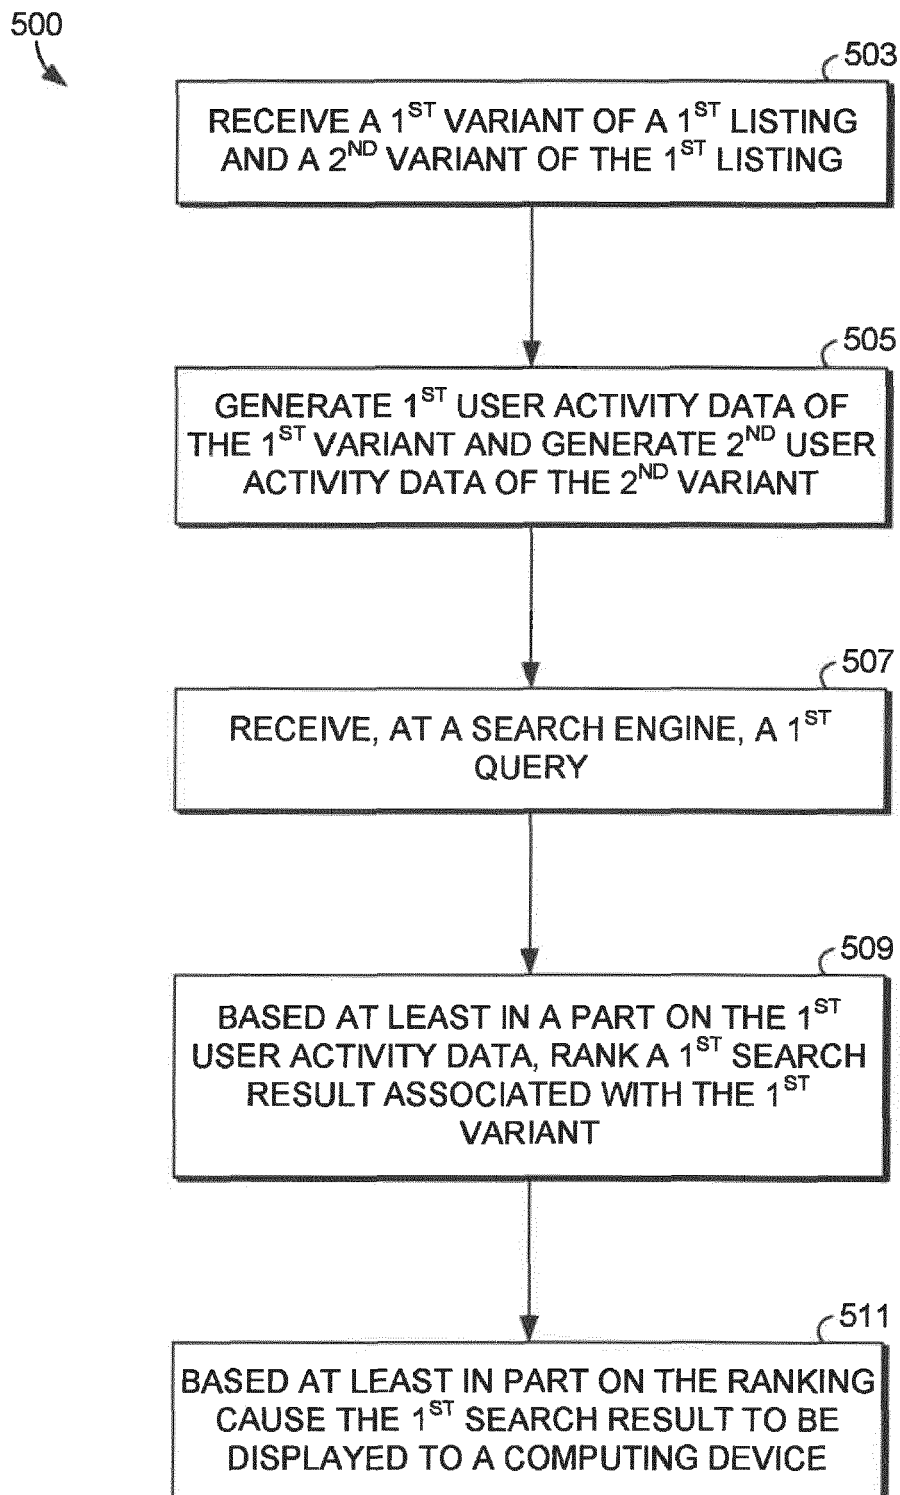 500
503
RECEIVE A 1ST VARIANT OF A 1ST LISTING
AND A 2ND VARIANT OF THE 1ST LISTING
505
GENERATE 1ST USER ACTIVITY DATA OF
THE 1ST VARIANT AND GENERATE 2ND USER
ACTIVITY DATA OF THE 2ND VARIANT
507
RECEIVE, AT A SEARCH ENGINE, A 1ST
QUERY
509
BASED AT LEAST IN A PART ON THE 1ST
USER ACTIVITY DATA, RANK A 1ST SEARCH
RESULT ASSOCIATED WITH THE 1ST
VARIANT
511
BASED AT LEAST IN PART ON THE RANKING
CAUSE THE 1ST SEARCH RESULT TO BE
DISPLAYED TO A COMPUTING DEVICE